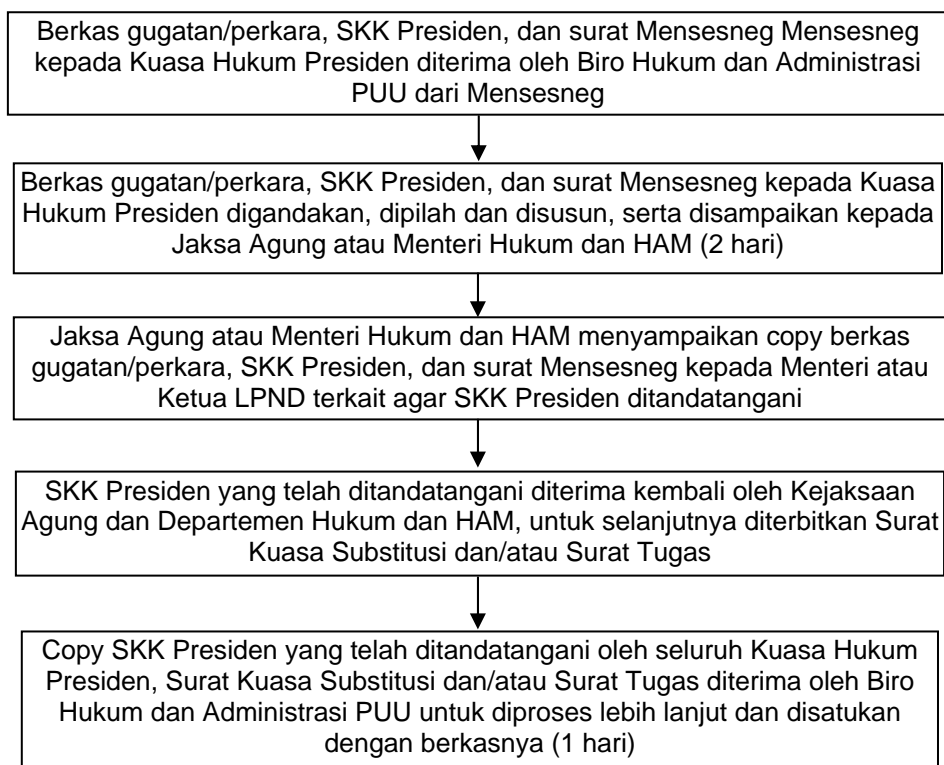 Berkas gugatan/perkara, SKK Presiden, dan surat Mensesneg Mensesneg
kepada Kuasa Hukum Presiden diterima oleh Biro Hukum dan Administrasi
PUU dari Mensesneg
Berkas gugatan/perkara, SKK Presiden, dan surat Mensesneg kepada Kuasa
Hukum Presiden digandakan, dipilah dan disusun, serta disampaikan kepada
Jaksa Agung atau Menteri Hukum dan HAM (2 hari)
Jaksa Agung atau Menteri Hukum dan HAM menyampaikan copy berkas
gugatan/perkara, SKK Presiden, dan surat Mensesneg kepada Menteri atau
Ketua LPND terkait agar SKK Presiden ditandatangani
SKK Presiden yang telah ditandatangani diterima kembali oleh Kejaksaan
Agung dan Departemen Hukum dan HAM, untuk selanjutnya diterbitkan Surat
Kuasa Substitusi dan/atau Surat Tugas
Copy SKK Presiden yang telah ditandatangani oleh seluruh Kuasa Hukum
Presiden, Surat Kuasa Substitusi dan/atau Surat Tugas diterima oleh Biro
Hukum dan Administrasi PUU untuk diproses lebih lanjut dan disatukan
dengan berkasnya (1 hari)